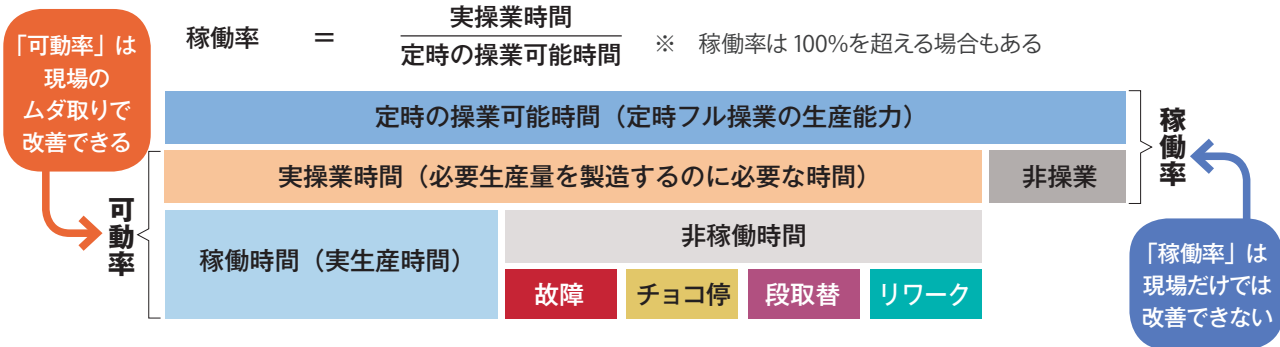 「可動率」は
現場の
ムダ取りで
改善できる
稼働率 = 実操業時間
定時の操業可能時間
※ 稼働率は 100%を超える場合もある
定時の操業可能時間（定時フル操業の生産能力）
稼働率
実操業時間（必要生産量を製造するのに必要な時間）
非操業
可動率
稼働時間（実生産時間）
非稼働時間
故障
チョコ停
段取替
リワーク
「稼働率」は
現場だけでは
改善できない